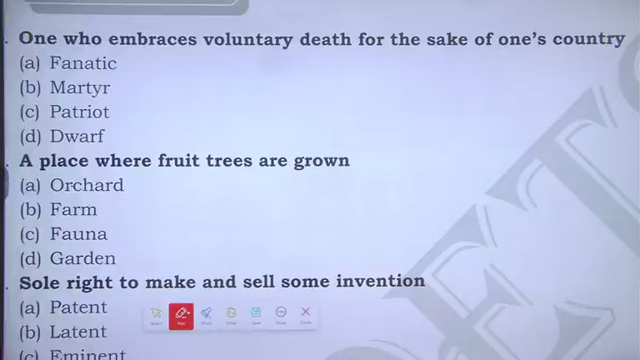 . One who embraces voluntary death for the sake of one's country
(a) Fanatic
(b) Martyr
(c) Patriot
(d) Dwarf
. A place where fruit trees are grown
(a) Orchard
(b) Farm
(c) Fauna
(d) Garden
. Sole right to make and sell some invention
(a) Patent
(b) Latent
(c) Eminent